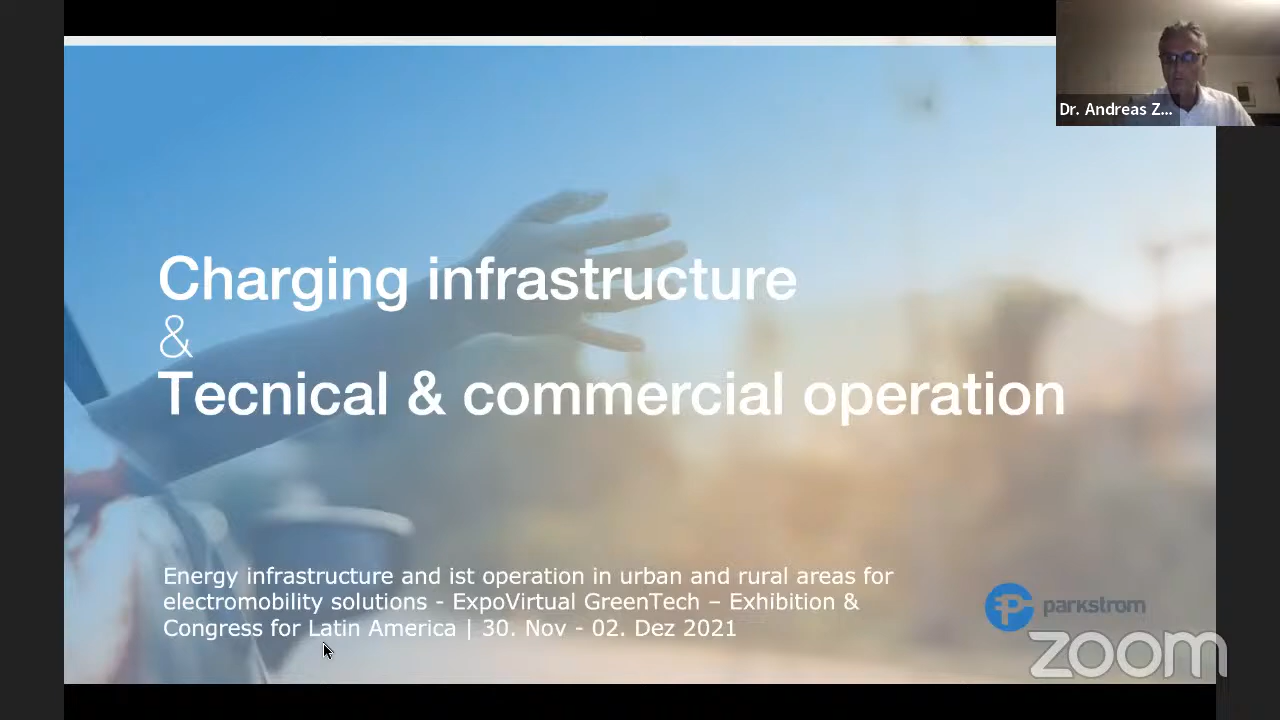 Dr. Andreas Z...
Charging infrastructure
&
Tecnical & commercial operation
Energy infrastructure and ist operation in urban and rural areas for
electromobility solutions - ExpoVirtual GreenTech – Exhibition &
Congress for Latin America | 30. Nov - 02. Dez 2021
parkstrom
zoom